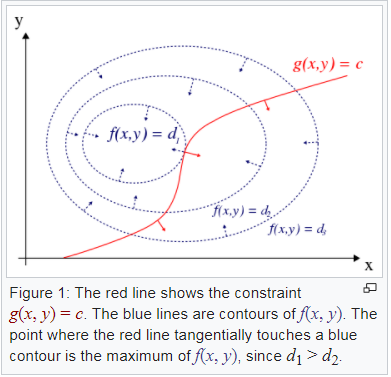 y
g(x,y) = c
f(x,y) = d₁
f(x,y) = d₂
f(x,y) = d₃
x
Figure 1: The red line shows the constraint
g(x, y) = c. The blue lines are contours of f(x, y). The
point where the red line tangentially touches a blue
contour is the maximum of f(x, y), since d₁ > d₂.